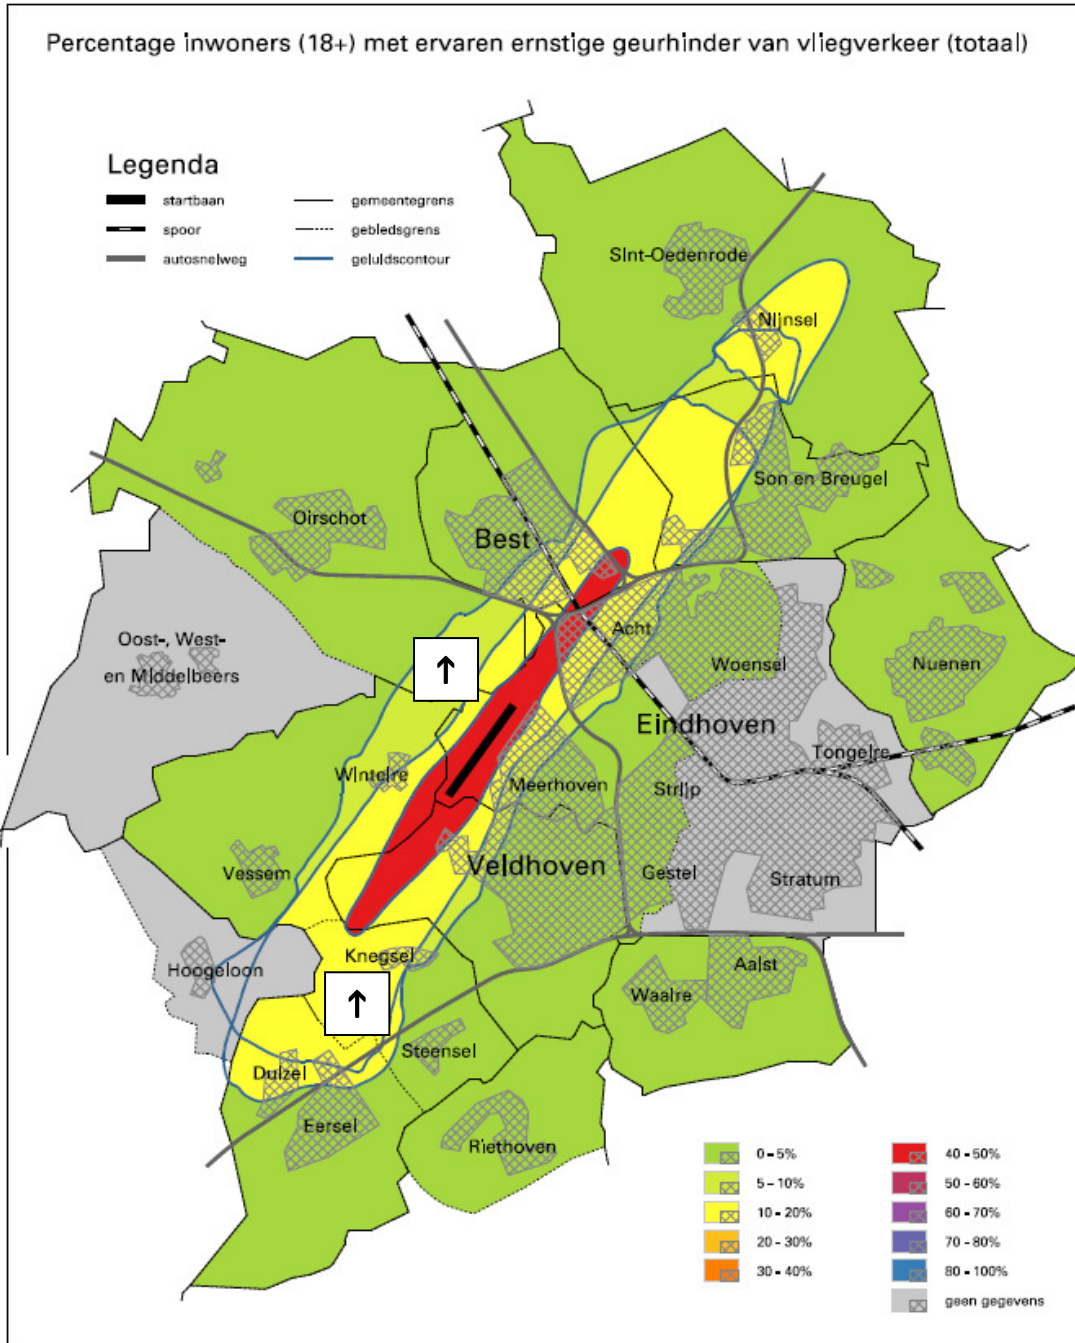 Percentage inwoners (18+) met ervaren ernstige geurhinder van vliegverkeer (totaal)
Legenda
startbaan
spoor
autosnelweg
gemeentegrens
gebiedsgrens
geluidscontour
Sint-Oedenrode
Nijnsel
Son en Breugel
Oirschot
Best
Acht
Oost-, West-
en Middelbeers
Woensel
Nuenen
↑
Eindhoven
Tongelre
Wintelre
Meerhoven
Strijp
Veldhoven
Vessem
Gestel
Stratum
Knegsel
Hoogeloon
Aalst
Waalre
↑
Steensel
Duizel
Eersel
Riethoven
0 - 5%
5 - 10%
10 - 20%
20 - 30%
30 - 40%
40 - 50%
50 - 60%
60 - 70%
70 - 80%
80 - 100%
geen gegevens